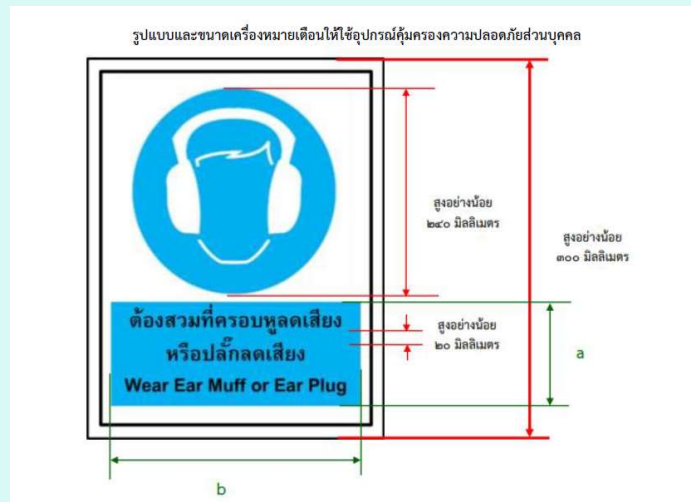 รูปแบบและขนาดเครื่องหมายเตือนให้ใช้อุปกรณ์คุ้มครองความปลอดภัยส่วนบุคคล
สูงอย่างน้อย
๒๔๐ มิลลิเมตร
สูงอย่างน้อย
๓๐๐ มิลลิเมตร
ต้องสวมที่ครอบหูลดเสียง
หรือปลั๊กลดเสียง
Wear Ear Muff or Ear Plug
สูงอย่างน้อย
๒๐ มิลลิเมตร
a
b